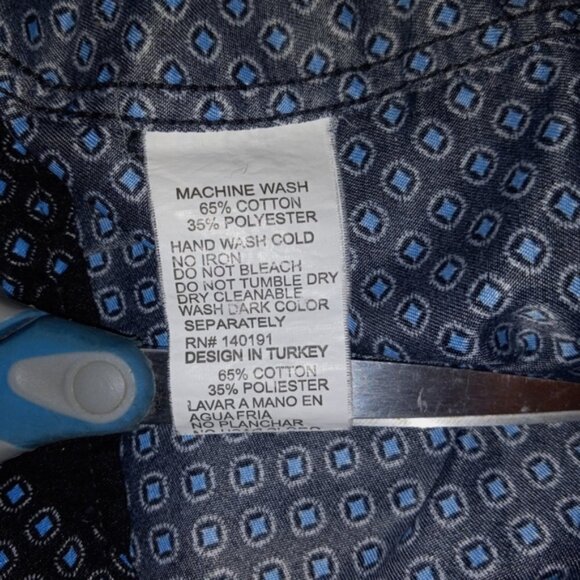 MACHINE WASH
65% COTTON
35% POLYESTER
HAND WASH COLD
NO IRON
DO NOT BLEACH
DO NOT TUMBLE DRY
DRY CLEANABLE
WASH DARK COLOR
SEPARATELY
RN# 140191
DESIGN IN TURKEY
65% COTTON
35% POLIESTER
LAVAR A MANO EN
AGUA FRIA
NO PLANCHAR